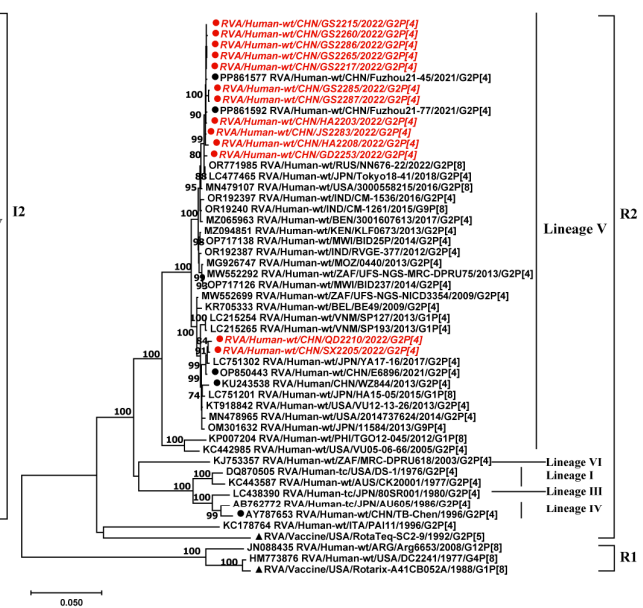 RVA/Human-wt/CHN/GS2215/2022/G2P[4]
RVA/Human-wt/CHN/GS2260/2022/G2P[4]
RVA/Human-wt/CHN/GS2286/2022/G2P[4]
RVA/Human-wt/CHN/GS2265/2022/G2P[4]
RVA/Human-wt/CHN/GS2217/2022/G2P[4]
PP861577 RVA/Human-wt/CHN/Fuzhou21-45/2021/G2P[4]
100 RVA/Human-wt/CHN/GS2285/2022/G2P[4]
RVA/Human-wt/CHN/GS2287/2022/G2P[4]
PP861592 RVA/Human-wt/CHN/Fuzhou21-77/2021/G2P[4]
90 RVA/Human-wt/CHN/HA2203/2022/G2P[4]
RVA/Human-wt/CHN/JS2283/2022/G2P[4]
99 RVA/Human-wt/CHN/HA2208/2022/G2P[4]
80 RVA/Human-wt/CHN/GD2253/2022/G2P[4]
OR771985 RVA/Human-wt/RUS/NN676-22/2022/G2P[8]
88 LC477465 RVA/Human-wt/JPN/Tokyo18-41/2018/G2P[4]
95 MN479107 RVA/Human-wt/USA/3000558215/2016/G2P[8]
OR192397 RVA/Human-wt/IND/CM-1536/2016/G2P[4]
100 OR19240 RVA/Human-wt/IND/CM-1261/2015/G9P[8]
I2
R2
MZ065963 RVA/Human-wt/BEN/3001607613/2017/G2P[4]
Lineage V
MZ094851 RVA/Human-wt/KEN/KLF0673/2013/G2P[4]
98 OP717138 RVA/Human-wt/MWI/BID25P/2014/G2P[4]
OR192387 RVA/Human-wt/IND/RVGE-377/2012/G2P[4]
100 MG926747 RVA/Human-wt/MOZ/0440/2013/G2P[4]
99 MW552292 RVA/Human-wt/ZAF/UFS-NGS-MRC-DPRU75/2013/G2P[4]
93 OP717126 RVA/Human-wt/MWI/BID237/2014/G2P[4]
MW552699 RVA/Human-wt/ZAF/UFS-NGS-NICD3354/2009/G2P[4]
KR705333 RVA/Human-wt/BEL/BE49/2009/G2P[4]
100 LC215254 RVA/Human-wt/VNM/SP127/2013/G1P[4]
LC215265 RVA/Human-wt/VNM/SP193/2013/G1P[4]
84 RVA/Human-wt/CHN/QD2210/2022/G2P[4]
100 91 RVA/Human-wt/CHN/SX2205/2022/G2P[4]
99 LC751302 RVA/Human-wt/JPN/YA17-16/2017/G2P[4]
OP850443 RVA/Human-wt/CHN/E6896/2021/G2P[4]
99 KU243538 RVA/Human/CHN/WZ844/2013/G2P[4]
74 LC751201 RVA/Human-wt/JPN/HA15-05/2015/G1P[8]
KT918842 RVA/Human-wt/USA/VU12-13-26/2013/G2P[4]
MN478965 RVA/Human-wt/USA/2014737624/2014/G2P[4]
100 OM301632 RVA/Human-wt/JPN/11584/2013/G9P[4]
100 KP007204 RVA/Human-wt/PHI/TGO12-045/2012/G1P[8]
KC442985 RVA/Human-wt/USA/VU05-06-66/2005/G2P[4]
KJ753357 RVA/Human-wt/ZAF/MRC-DPRU618/2003/G2P[4] Lineage VI
100 DQ870505 RVA/Human-tc/USA/DS-1/1976/G2P[4]
Lineage I
100 KC443587 RVA/Human-wt/AUS/CK20001/1977/G2P[4]
100 LC438390 RVA/Human-tc/JPN/80SR001/1980/G2P[4] Lineage III
AB762772 RVA/Human-tc/JPN/AU605/1986/G2P[4]
Lineage IV
99 AY787653 RVA/Human-wt/CHN/TB-Chen/1996/G2P[4]
KC178764 RVA/Human-wt/ITA/PAI11/1996/G2P[4]
RVA/Vaccine/USA/RotaTeq-SC2-9/1992/G2P[5]
100 JN088435 RVA/Human-wt/ARG/Arg6653/2008/G12P[8]
R1
100 HM773876 RVA/Human-wt/USA/DC2241/1977/G4P[8]
RVA/Vaccine/USA/Rotarix-A41CB052A/1988/G1P[8]
0.050